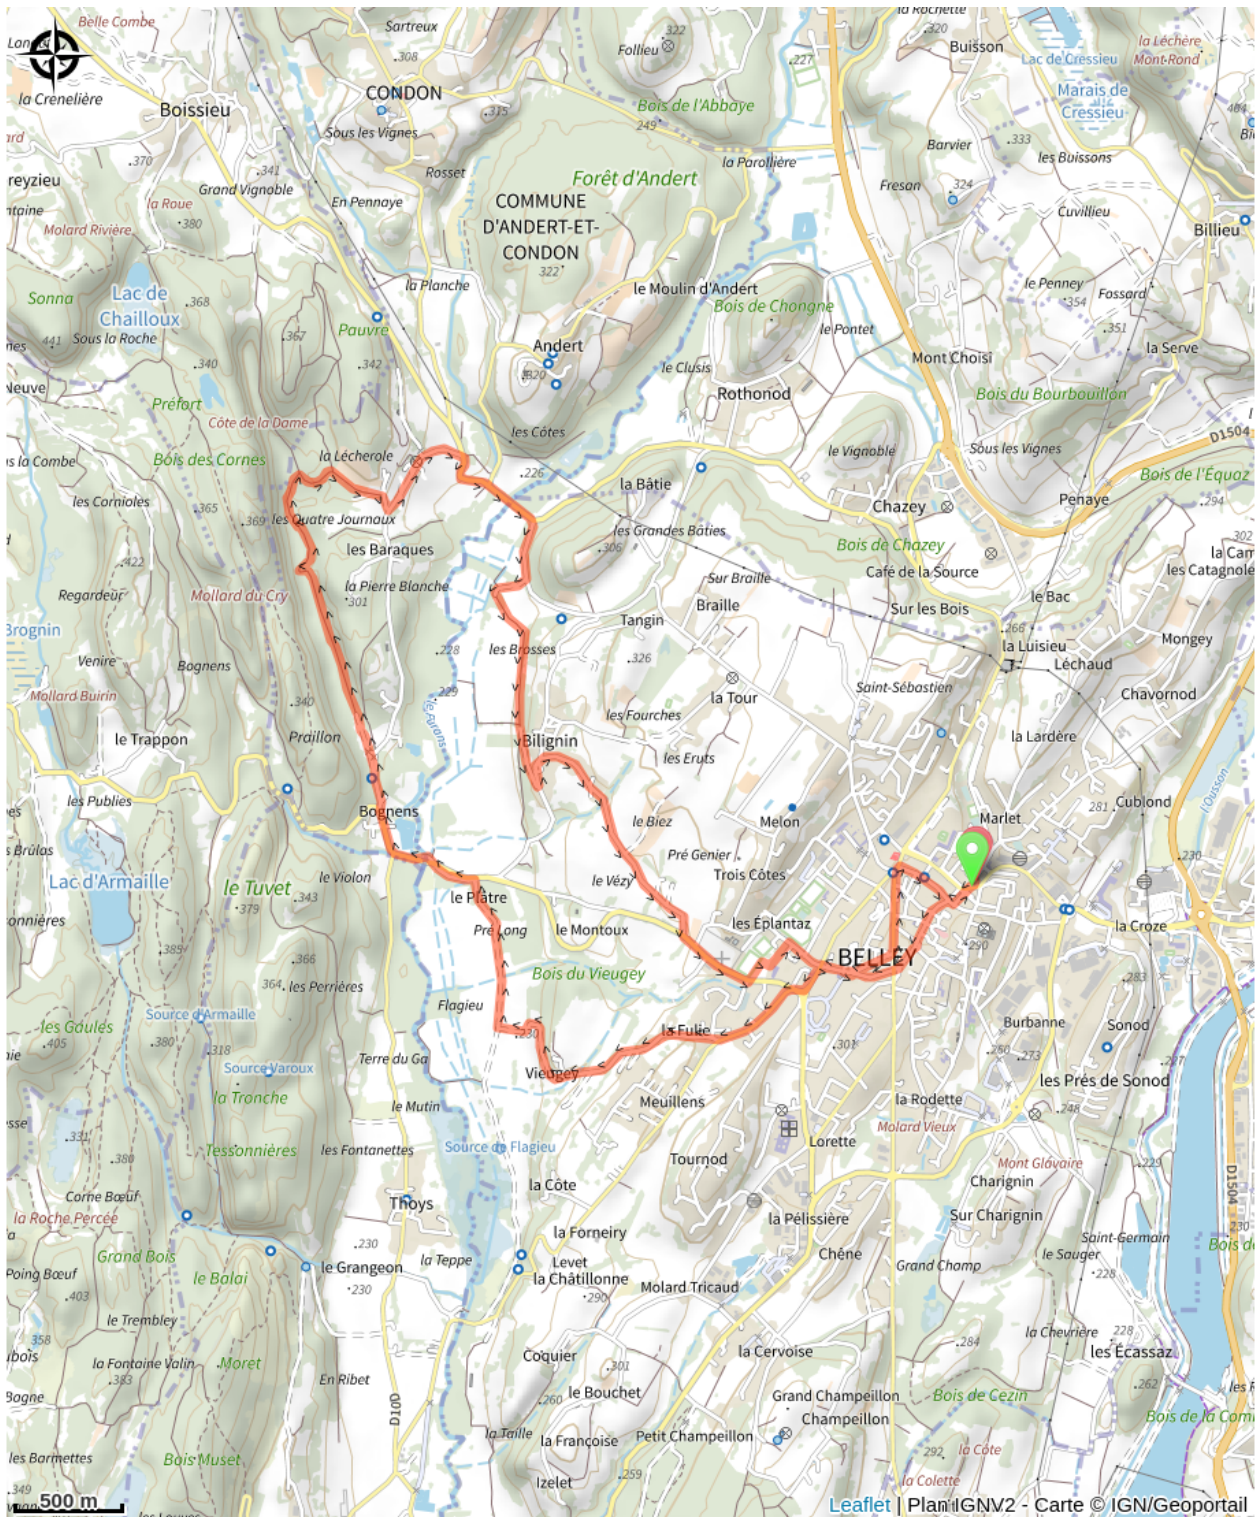 Belle Combe
Sartreux
la Rochette
322
Follieu
.320
Buisson
la Léchère
Mont-Rond
.308
.227
Lac de Cressieu
la Crenelière
CONDON
Marais de
Cressieu
Boissieu
.315
Bois de l'Abbaye
Sous les Vignes
249
Barvier
.333
les Buissons
.370
la Parollière
.341
Rosset
Forêt d'Andert
Grand Vignoble
Fresan
324
la Roue
En Pennaye
COMMUNE
D'ANDERT-ET-
CONDON
Cuvillieu
.380
Molard Rivière
Billieu
322
Sonna
Lac de
Chailloux
.368
la Planche
le Moulin d'Andert
le Penney
.354
Fossard
Bois de Chongne
Pauvre
le Pontet
.351
441
Sous la Roche
.367
.342
Andert
la Serve
.340
le Clusis
Mont Choisi
Rothonod
Bois du Bourbouillon
Préfort
Côte de la Dame
les Côtes
D1504
Bois des Cornes
la Lécherole
le Vignoble
Sous les Vignes
.226
la Bâtie
Bois de l'Équaz
les Cornioles
.365
.369
les Quatre Journaux
Chazey
Penaye
.294
les Grandes Bâties
302
les Baraques
.306
Bois de Chazey
.422
Café de la Source
les Catagnole
Regardeur
Mollard du Cry
la Pierre Blanche
.301
Sur Braille
Braille
Sur les Bois
le Bac
Brognin
Tangin
.266
Mongey
Venire
Bognens
.228
les Brosses
.326
la Luisieu
Léchaud
Mollard Buirin
229
la Tour
Saint-Sébastien
Chavornod
.340
le Furans
les Fourches
le Trappon
Praillon
Bilignin
la Lardère
les Eruts
les Publies
Bognens
Melon
281
Cublond
l'Ousson
le Biez
Marlet
Pré Genier
.230
Lac d'Armaille
le Tuvet
le Violon
le Vézy
Trois Côtes
.379
.343
le Plâtre
Pré Long
le Montoux
les Éplantaz
la Croze
.385
.366
BELLEY
.290
Bois du Vieugey
.283
364.
les Perrières
Flagieu
les Gaulés
Source d'Armaille
Burbanne
Sonod
.405
.380
.318
la Fulie
.301
Terre du Ga
Source Varoux
Vieugey
.273
la Tronche
le Mutin
Meuillens
la Rodette
les Prés de Sonod
.248
.331
Molard Vieux
Tessonnières
les Fontanettes
Source de Flagieu
Lorette
.380
Tournod
Mont Glávaire
.229
Corne Bœuf
la Côte
Charignin
D1504
Thoys
la Roche Percée
la Pélissière
Sur Charignin
.230
la Forneiry
Saint-Germain
Grand Bois
la Teppe
Chêne
le Sauger
le Balai
le Grangeon
Levet
la Châtillonne
Grand Champ
.228
Poing Bœuf
.230
.290
Molard Tricaud
.403
le Trembley
la Chevrière
228
358
.284
les Écassaz
la Fontaine Valin
Moret
Coquier
la Cervoise
.383
.301
En Ribet
le Bouchet
Grand Champeillon
Bois de Cezin
.262
.260
Champeillon
D10D
la Taille
la Françoise
Petit Champeillon
les Barmettes
Bois Muset
292
la Côte
.259
Izelet
la Colette
.349
500 m
Leaflet | Plan IGNV2 - Carte © IGN/Geoportail